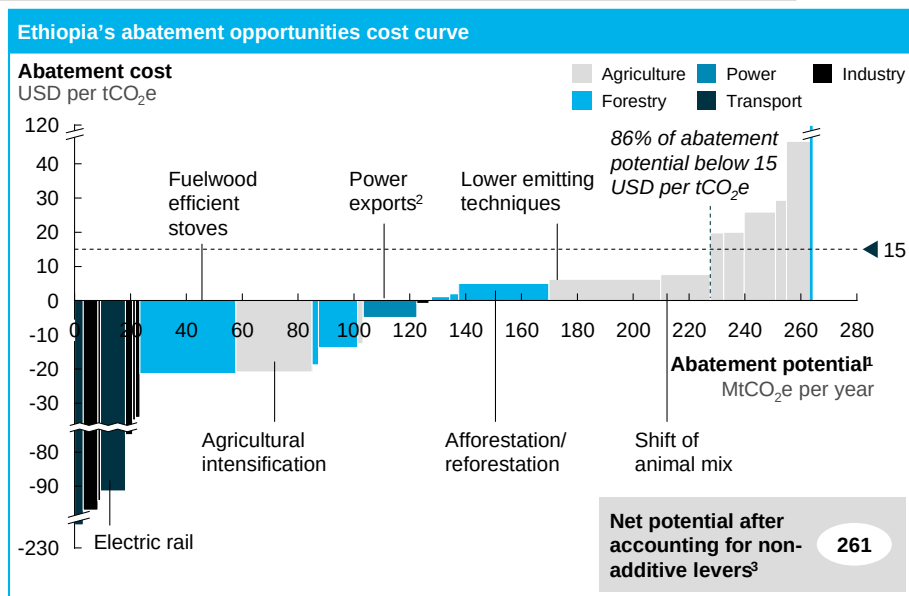 Ethiopia's abatement opportunities cost curve
Abatement cost
USD per tCO2e
Agriculture
Power
Industry
Forestry
Transport
120
40
30
20
10
0
-10
-20
-30
-80
-90
-230
Fuelwood
efficient
stoves
Power
exports²
Lower emitting
techniques
86% of abatement
potential below 15
USD per tCO2e
15
0 20 40 60 80 100 120 140 160 180 200 220 240 260 280
Abatement potential¹
MtCO2e per year
Agricultural
intensification
Afforestation/
reforestation
Shift of
animal mix
Electric rail
Net potential after
accounting for non-
additive levers³
261